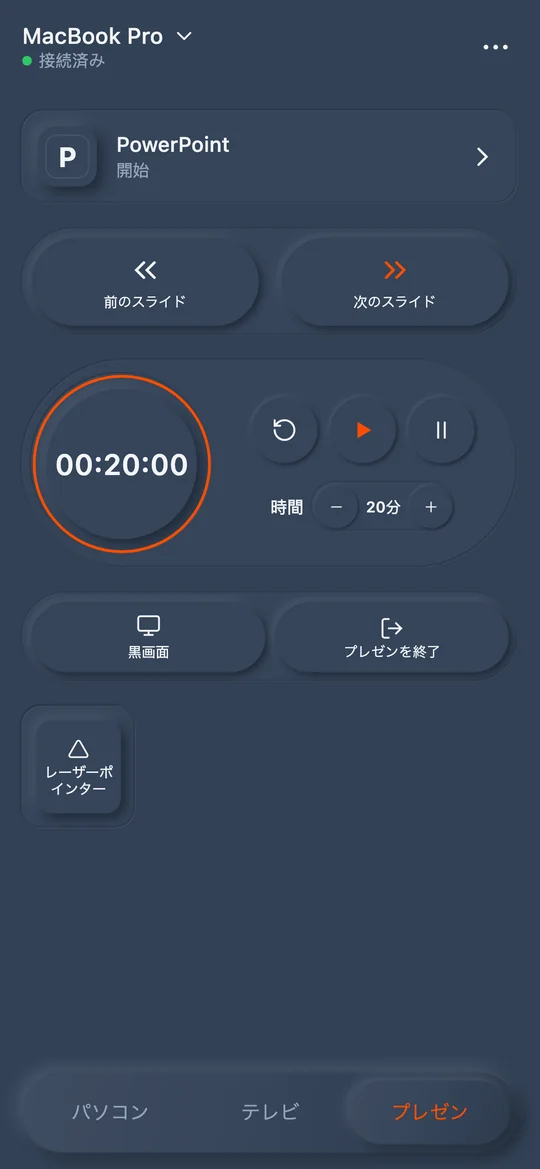 MacBook Pro
接続済み
P
PowerPoint
開始
前のスライド
次のスライド
00:20:00
時間
20分
黒画面
プレゼンを終了
レーザーポ
インター
パソコン
テレビ
プレゼン